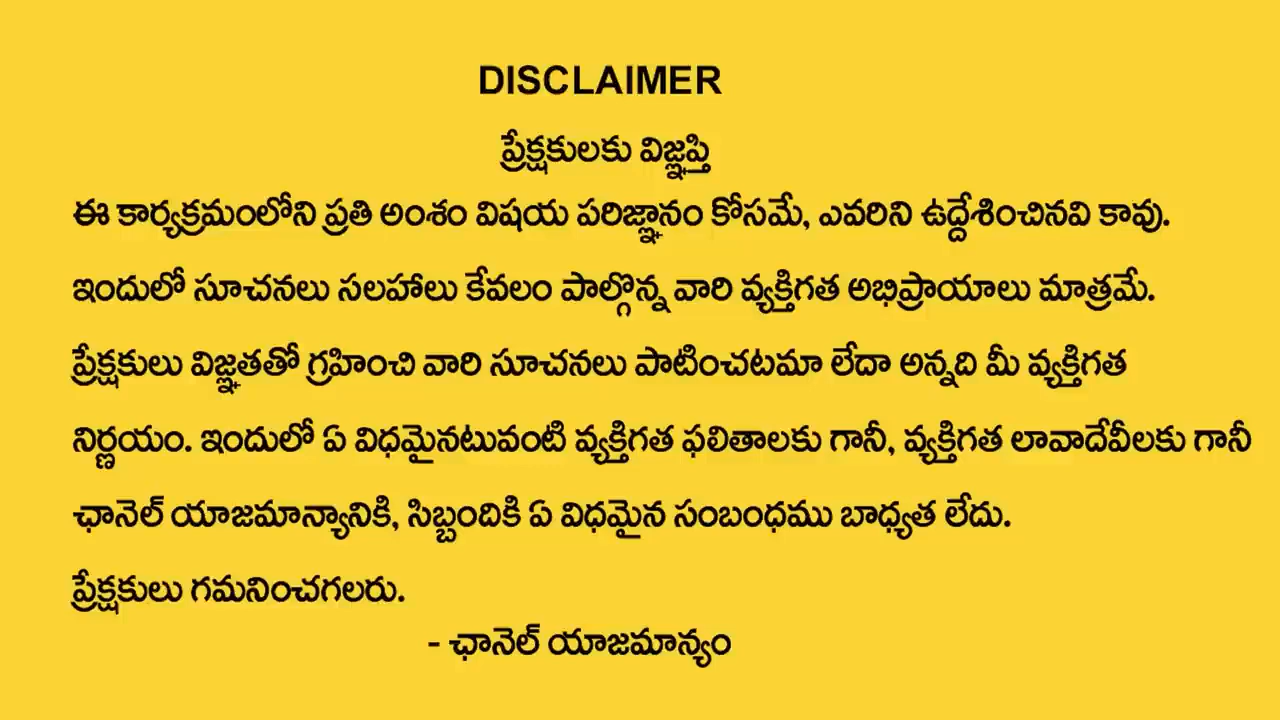 DISCLAIMER
ప్రేక్షకులకు విజ్ఞప్తి
ఈ కార్యక్రమంలోని ప్రతి అంశం విషయ పరిజ్ఞానం కోసమే, ఎవరిని ఉద్దేశించినవి కావు.
ఇందులో సూచనలు సలహాలు కేవలం పాల్గొన్న వారి వ్యక్తిగత అభిప్రాయాలు మాత్రమే.
ప్రేక్షకులు విజ్ఞతతో గ్రహించి వారి సూచనలు పాటించటమా లేదా అన్నది మీ వ్యక్తిగత
నిర్ణయం. ఇందులో ఏ విధమైనటువంటి వ్యక్తిగత ఫలితాలకు గానీ, వ్యక్తిగత లావాదేవీలకు గానీ
ఛానెల్ యాజమాన్యానికి, సిబ్బందికి ఏ విధమైన సంబంధము బాధ్యత లేదు.
ప్రేక్షకులు గమనించగలరు.
- ఛానెల్ యాజమాన్యం